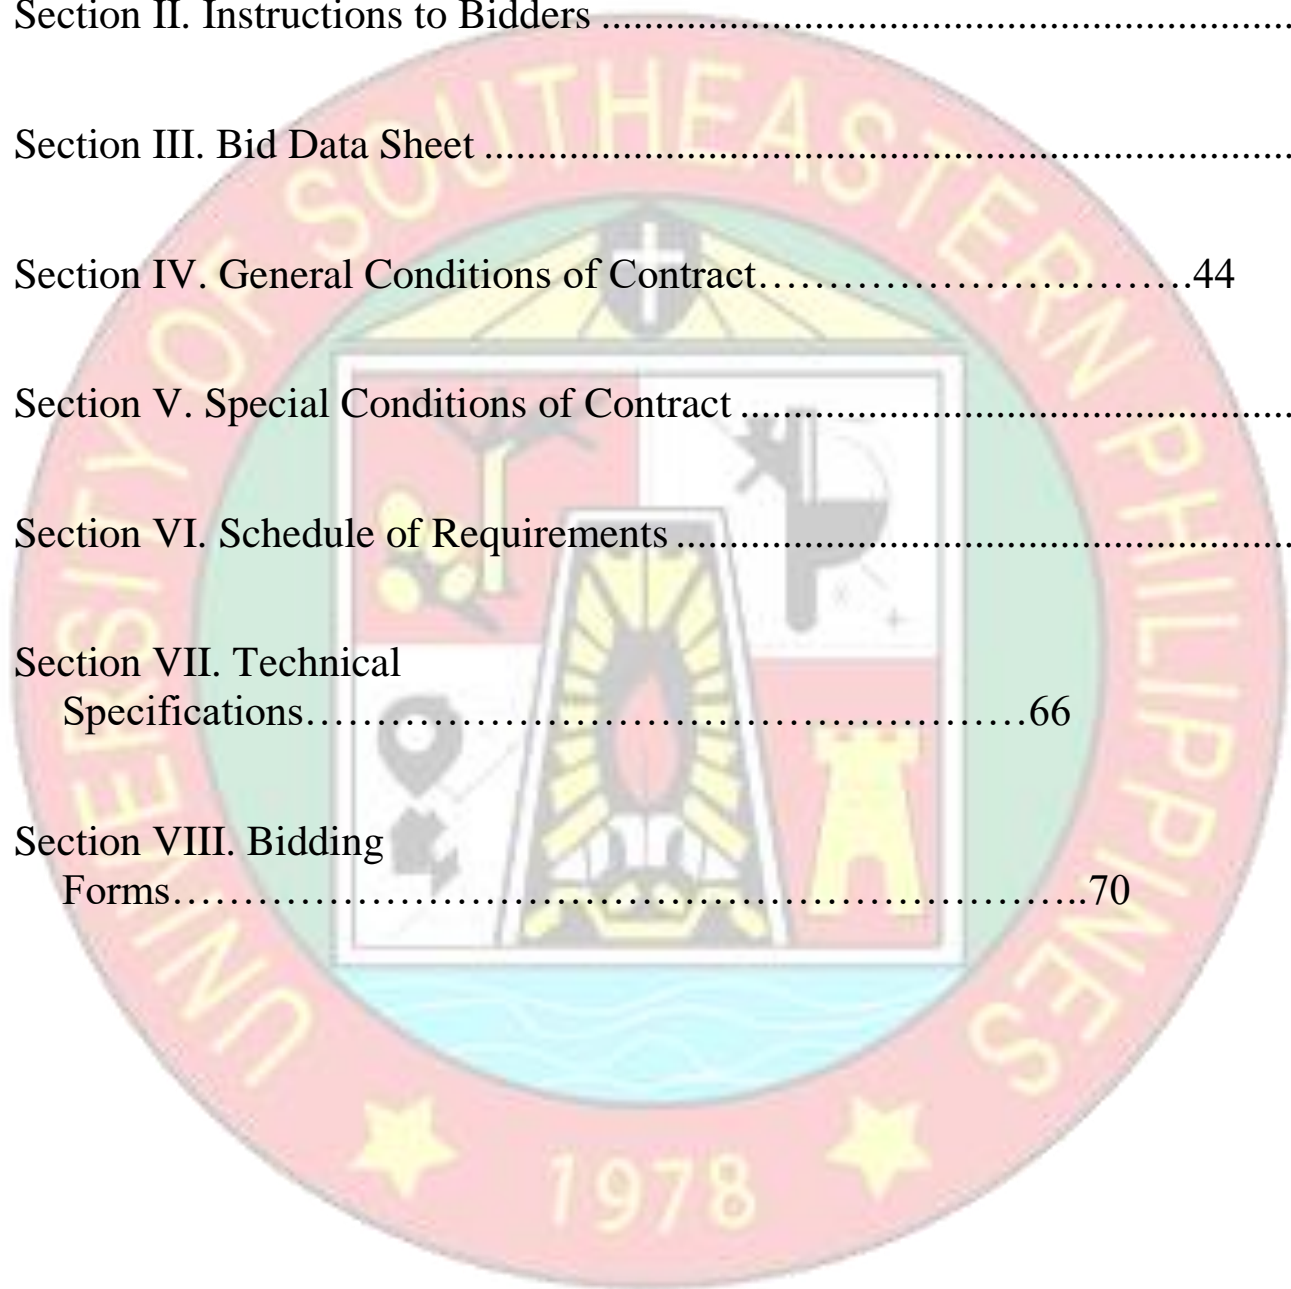 Section II. Instructions to Bidders ..........................................................................
Section III. Bid Data Sheet ....................................................................................
Section IV. General Conditions of Contract………………………….44
Section V. Special Conditions of Contract ............................................................
Section VI. Schedule of Requirements ..................................................................
Section VII. Technical
Specifications……………………………………………66
Section VIII. Bidding
Forms………………………………………………………..70
UNIVERSITY OF SOUTHEASTERN PHILIPPINES
1978